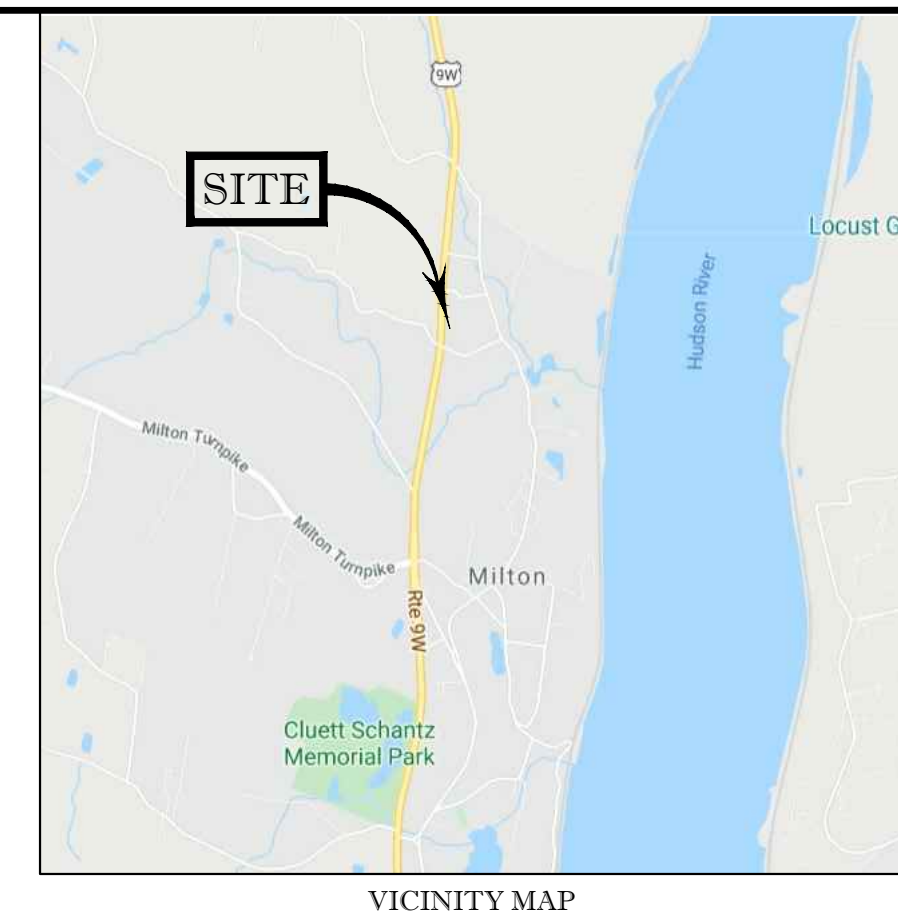 9W
SITE
Locust G
Hudson River
Milton Turnpike
Milton Turnpike
Milton
Rte 9W
Cluett Schantz
Memorial Park
VICINITY MAP